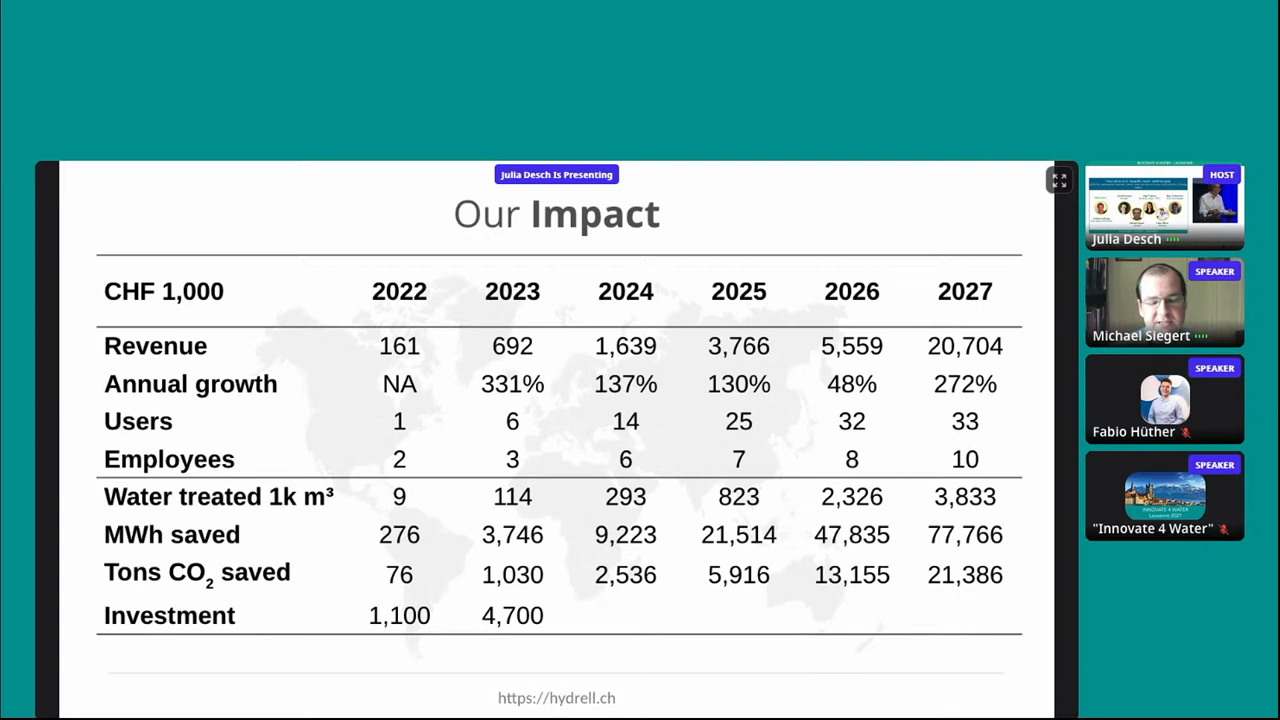 Julia Desch Is Presenting
Our Impact
CHF 1,000 2022 2023 2024 2025 2026 2027
Revenue 161 692 1,639 3,766 5,559 20,704
Annual growth NA 331% 137% 130% 48% 272%
Users 1 6 14 25 32 33
Employees 2 3 6 7 8 10
Water treated 1k m³ 9 114 293 823 2,326 3,833
MWh saved 276 3,746 9,223 21,514 47,835 77,766
Tons CO₂ saved 76 1,030 2,536 5,916 13,155 21,386
Investment 1,100 4,700
https://hydrell.ch
HOST
Julia Desch
SPEAKER
Michael Siegert
SPEAKER
Fabio Hüther
SPEAKER
INNOVATE 4 WATER
Lausanne 2021
"Innovate 4 Water"